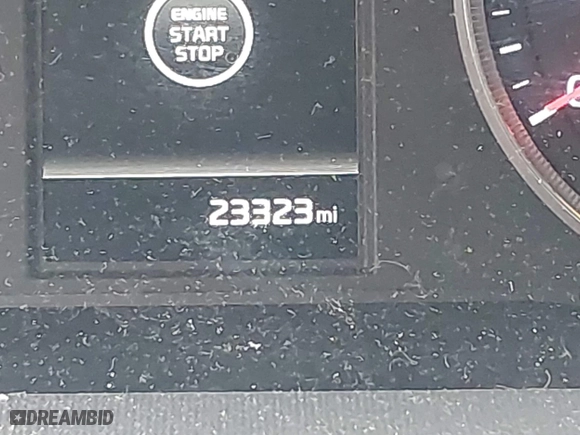 ENGINE
START
STOP
23323 mi
DREAMBID